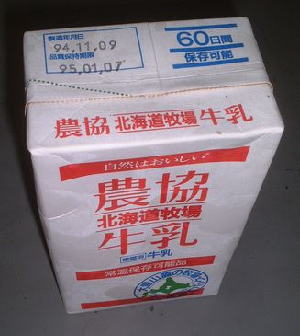 製造年月日
94.11.09
品質保持期限
95.01.07
60日間
保存可能
農協 北海道牧場 牛乳
自然はおいしい
農協
北海道牧場
牛乳
牛乳
常温保存可能品